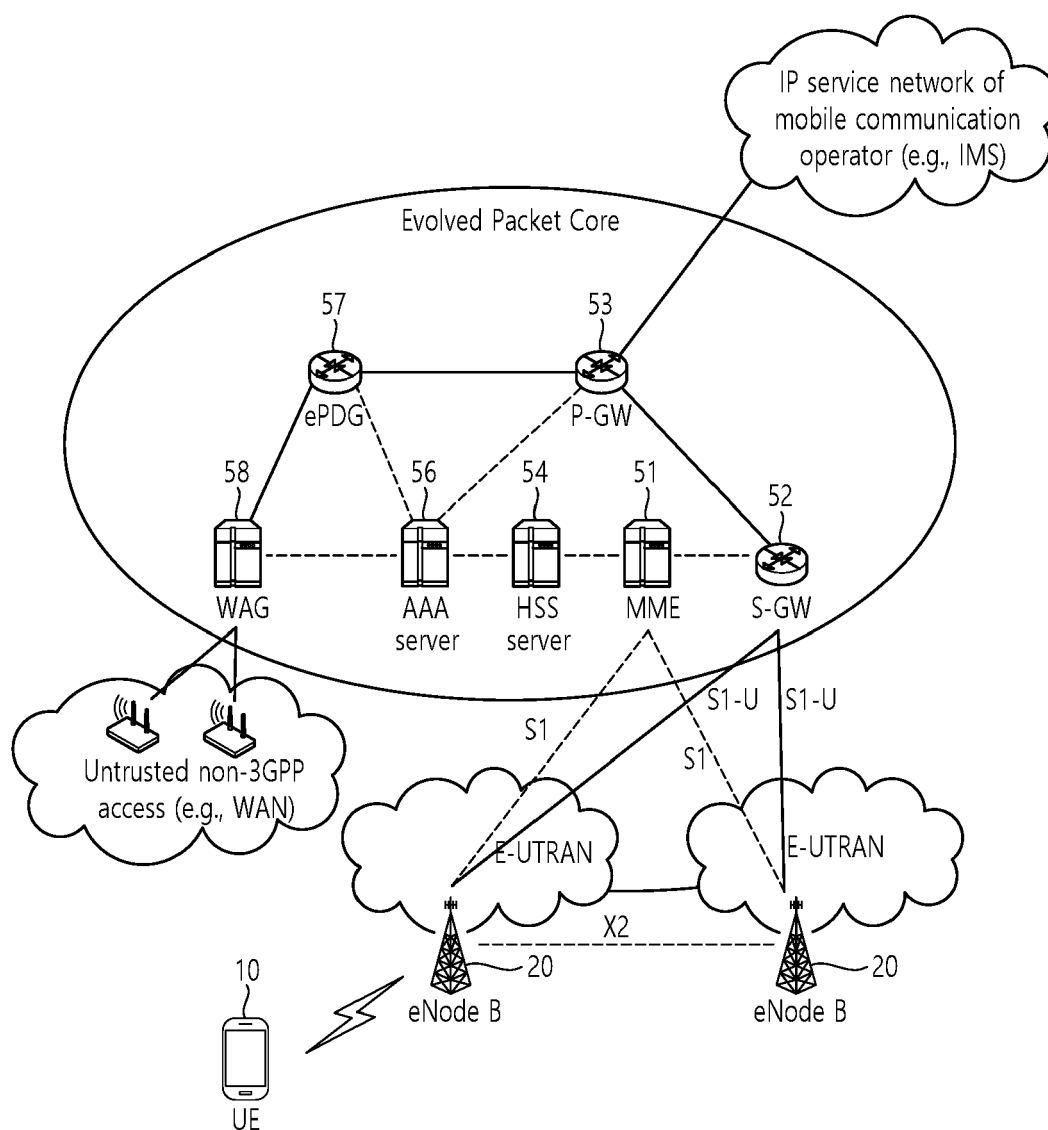 IP service network of
mobile communication
operator (e.g., IMS)
Evolved Packet Core
57
53
ePDG
P-GW
58
56
54
51
52
WAG
AAA
server
HSS
server
MME
S-GW
S1
S1-U
S1-U
S1
Untrusted non-3GPP
access (e.g., WAN)
E-UTRAN
E-UTRAN
X2
20
20
eNode B
eNode B
10
UE